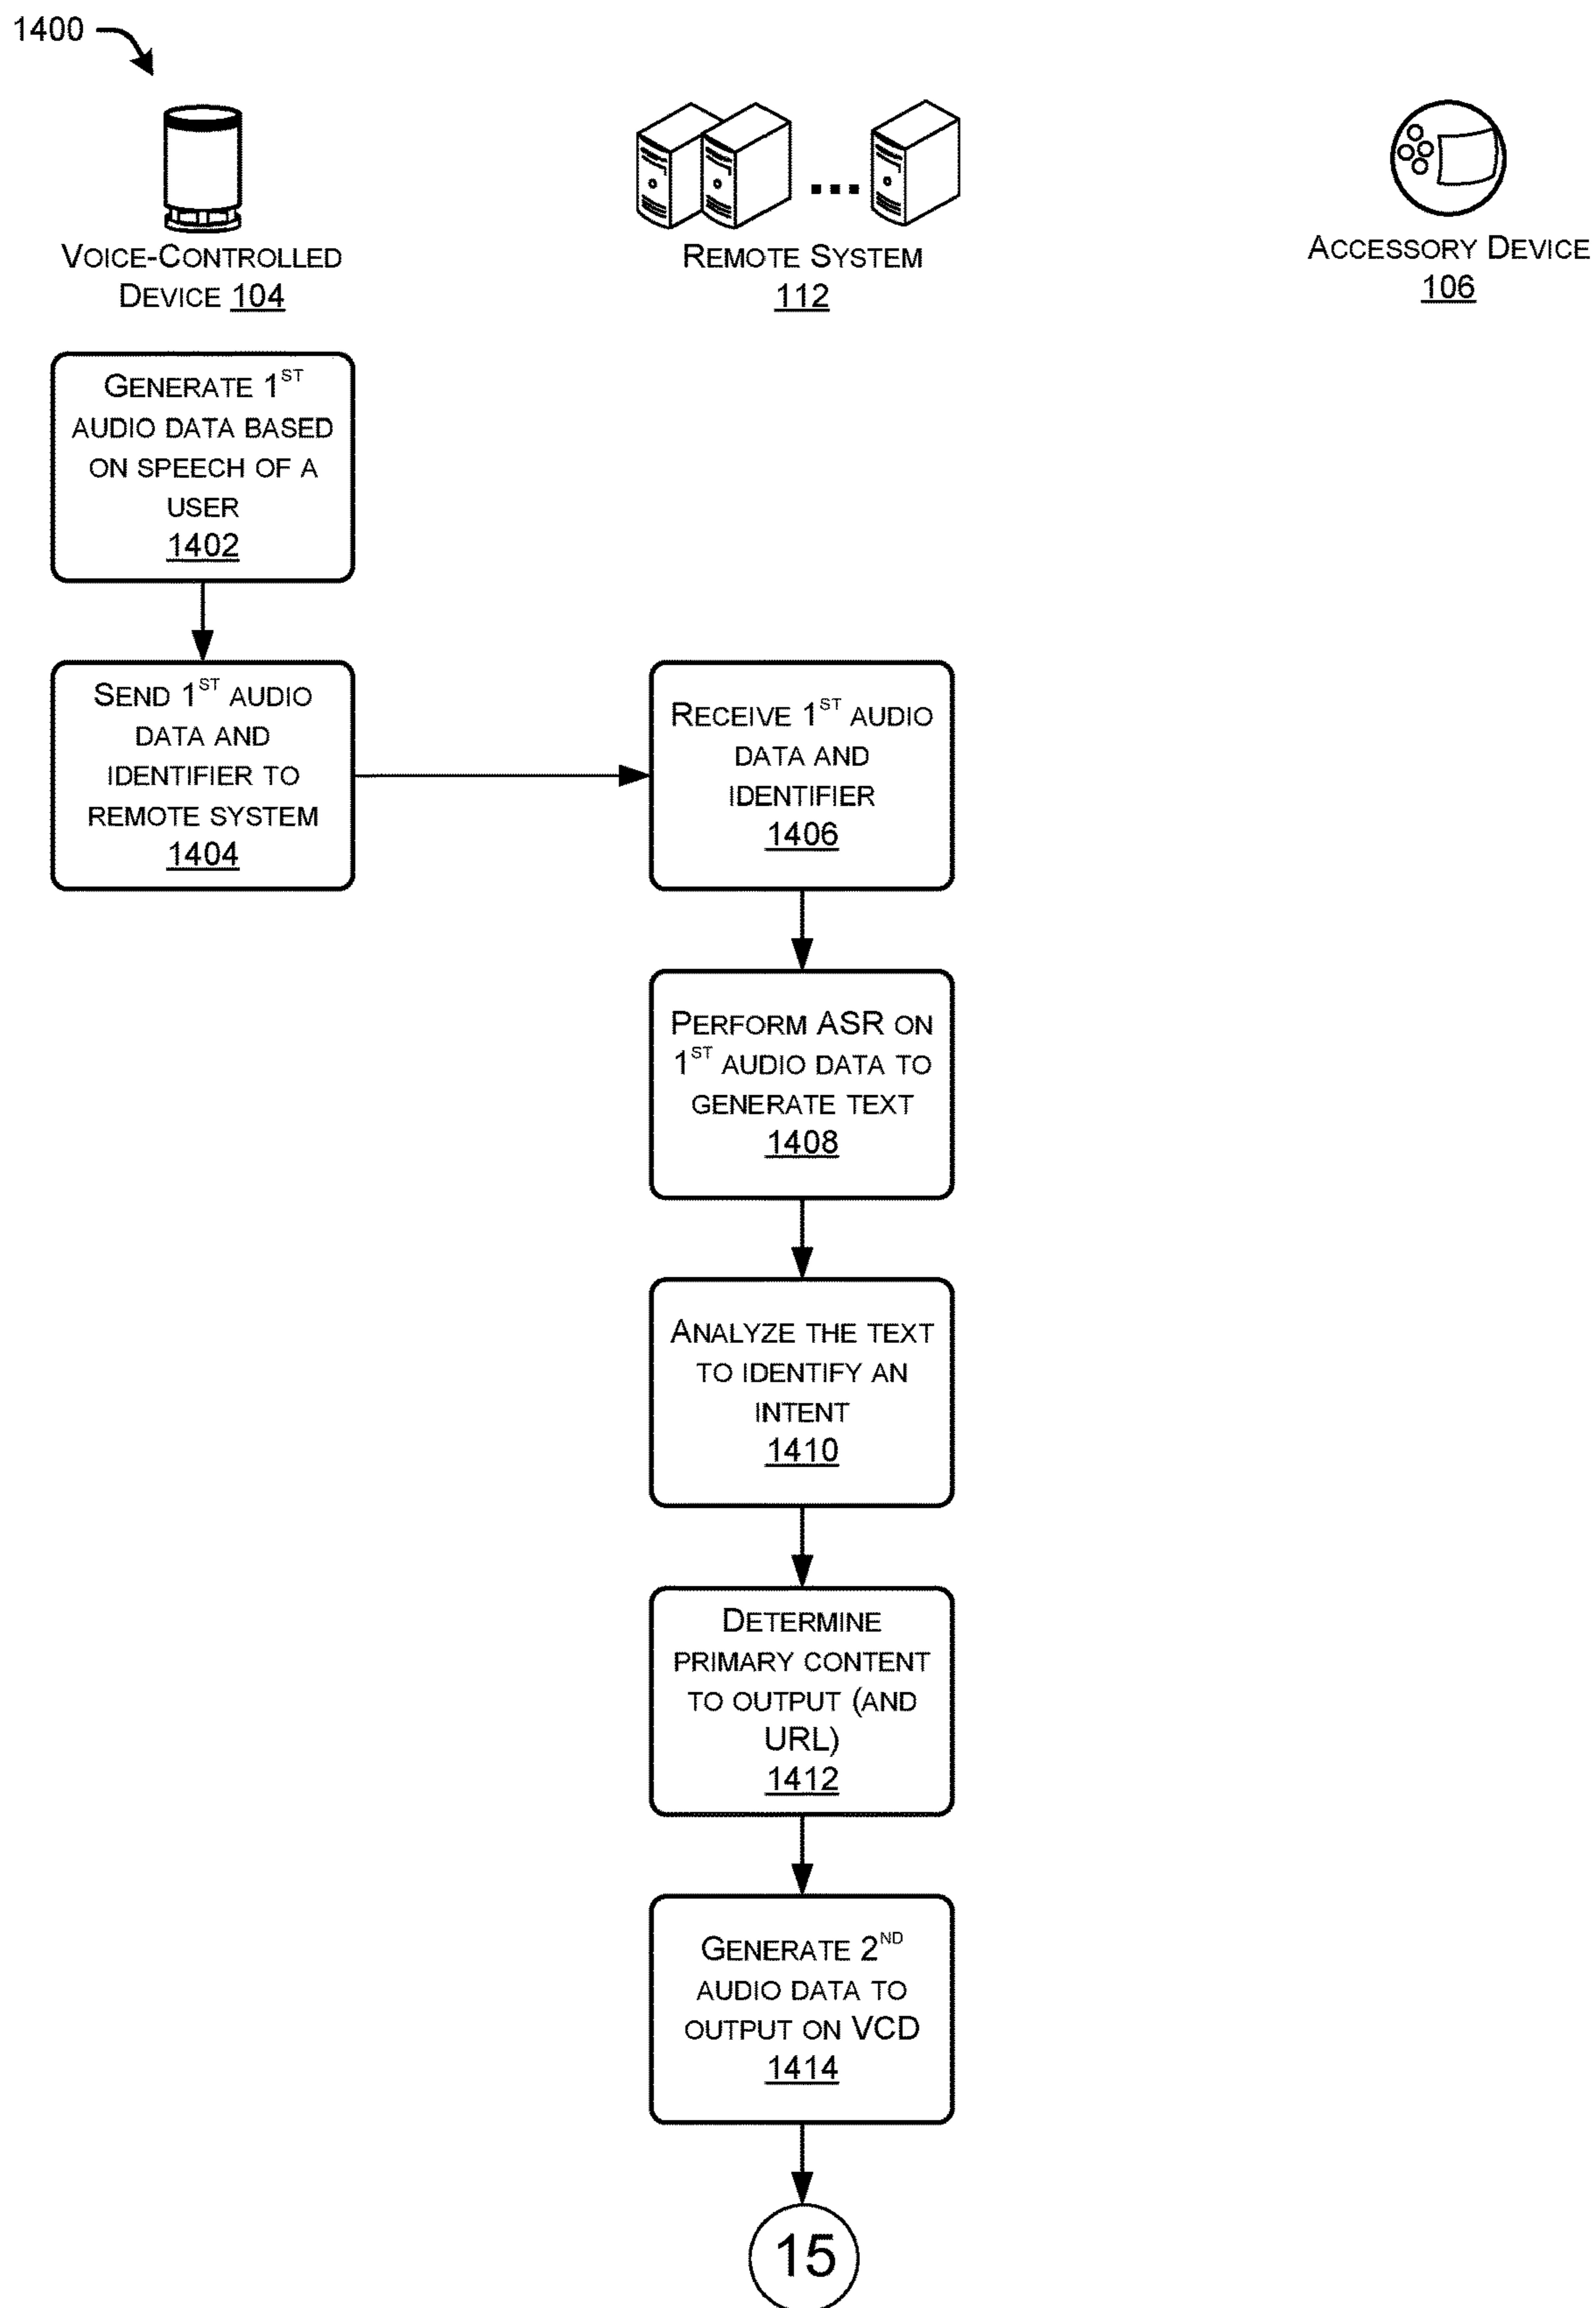 1400
VOICE-CONTROLLED
DEVICE 104
REMOTE SYSTEM
112
ACCESSORY DEVICE
106
GENERATE 1ST
AUDIO DATA BASED
ON SPEECH OF A
USER
1402
SEND 1ST AUDIO
DATA AND
IDENTIFIER TO
REMOTE SYSTEM
1404
RECEIVE 1ST AUDIO
DATA AND
IDENTIFIER
1406
PERFORM ASR ON
1ST AUDIO DATA TO
GENERATE TEXT
1408
ANALYZE THE TEXT
TO IDENTIFY AN
INTENT
1410
DETERMINE
PRIMARY CONTENT
TO OUTPUT (AND
URL)
1412
GENERATE 2ND
AUDIO DATA TO
OUTPUT ON VCD
1414
15